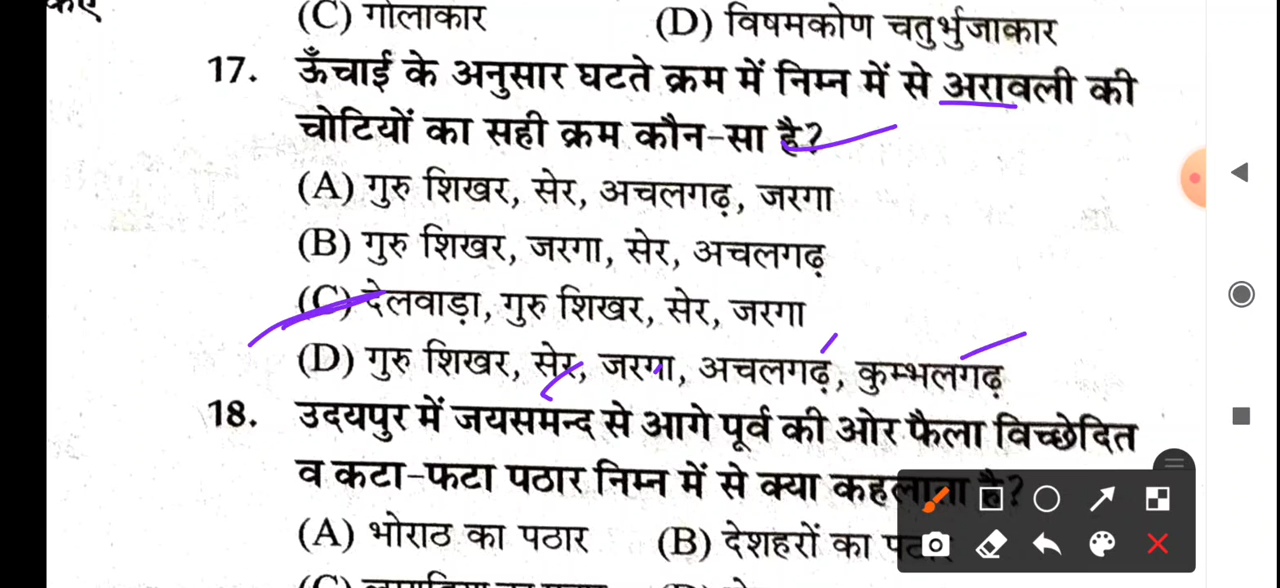 (C) गोलाकार (D) विषमकोण चतुर्भुजाकार
17. ऊँचाई के अनुसार घटते क्रम में निम्न में से अरावली की
चोटियों का सही क्रम कौन-सा है?
(A) गुरु शिखर, सेर, अचलगढ़, जरगा
(B) गुरु शिखर, जरगा, सेर, अचलगढ़
(C) देलवाड़ा, गुरु शिखर, सेर, जरगा
(D) गुरु शिखर, सेर, जरगा, अचलगढ़, कुम्भलगढ़
18. उदयपुर में जयसमन्द से आगे पूर्व की ओर फैला विच्छेदित
व कटा-फटा पठार निम्न में से क्या कहलाता है?
(A) भोराठ का पठार (B) देशहरों का पठार